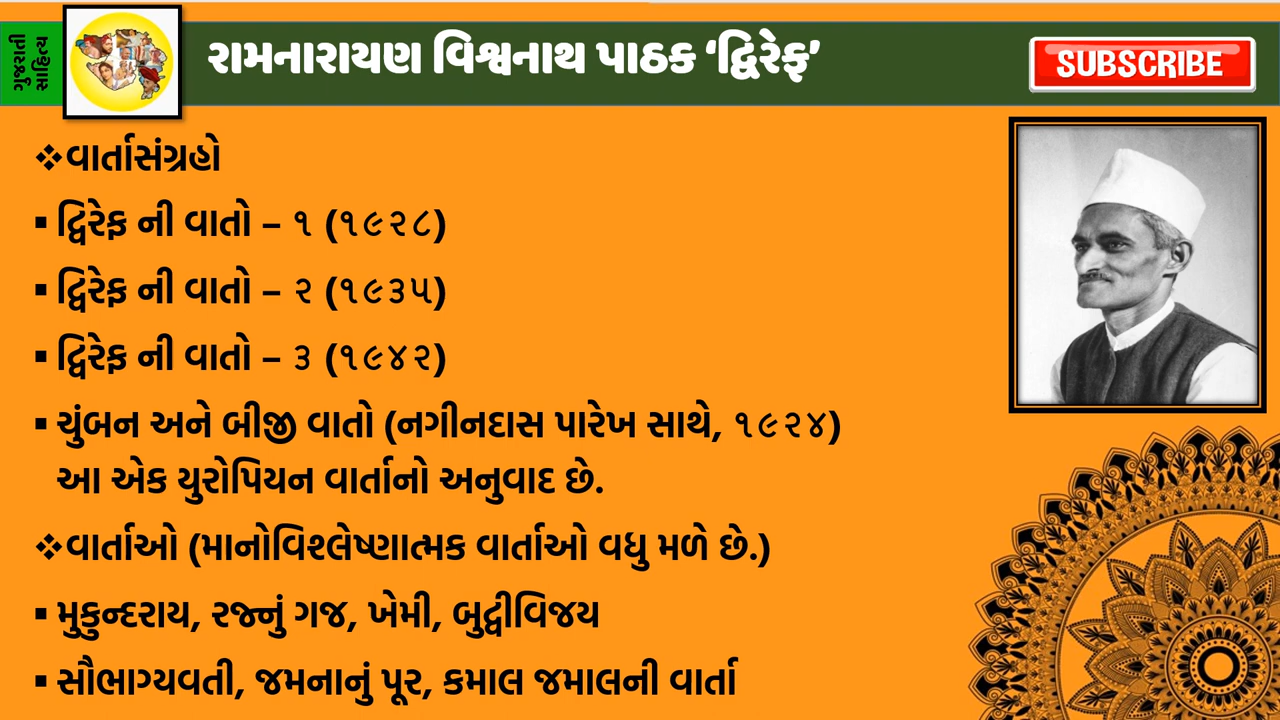 ગુજરાતી
સાહિત્ય
રામનારાયણ વિશ્વનાથ પાઠક ‘દ્વિરેફ’
SUBSCRIBE
❖વાર્તાસંગ્રહો
▪ દ્વિરેફ ની વાતો – ૧ (૧૯૨૮)
▪ દ્વિરેફ ની વાતો – ૨ (૧૯૩૫)
▪ દ્વિરેફ ની વાતો – ૩ (૧૯૪૨)
▪ ચુંબન અને બીજી વાતો (નગીનદાસ પારેખ સાથે, ૧૯૨૪)
આ એક યુરોપિયન વાર્તાનો અનુવાદ છે.
❖વાર્તાઓ (માનોવિશ્લેષ્ણાત્મક વાર્તાઓ વધુ મળે છે.)
▪ મુકુન્દરાય, રજ્નું ગજ, ખેમી, બુદ્વીવિજય
▪ સૌભાગ્યવતી, જમનાનું પૂર, કમાલ જમાલની વાર્તા